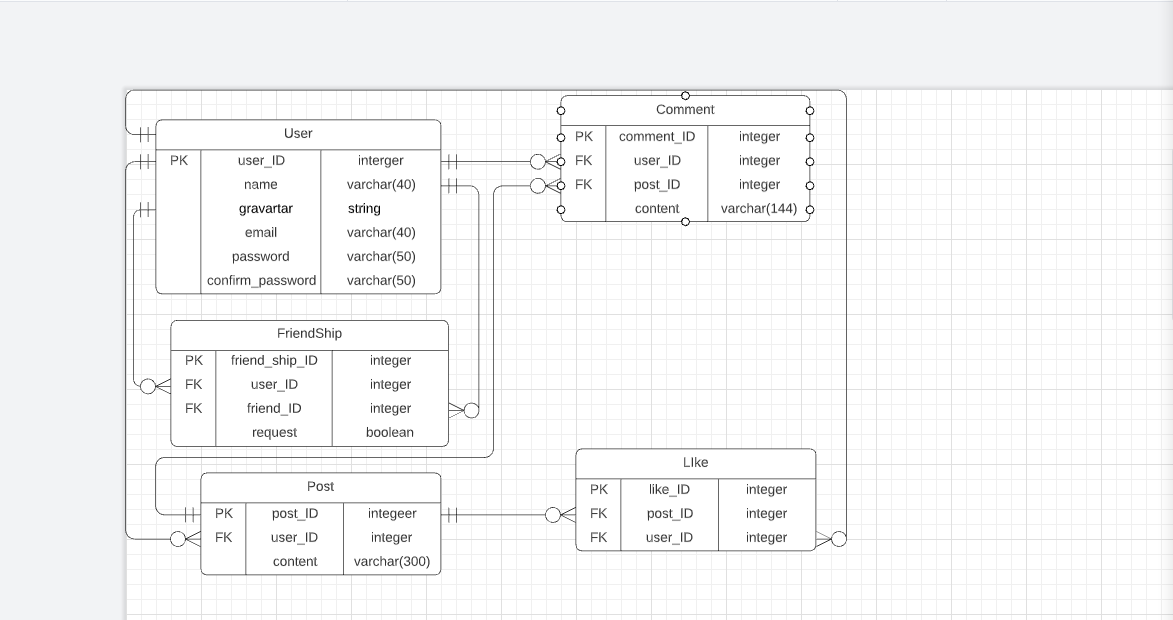 User
PK user_ID interger
name varchar(40)
gravartar string
email varchar(40)
password varchar(50)
confirm_password varchar(50)
Comment
PK comment_ID integer
FK user_ID integer
FK post_ID integer
content varchar(144)
FriendShip
PK friend_ship_ID integer
FK user_ID integer
FK friend_ID integer
request boolean
Post
PK post_ID integeer
FK user_ID integer
content varchar(300)
LIke
PK like_ID integer
FK post_ID integer
FK user_ID integer